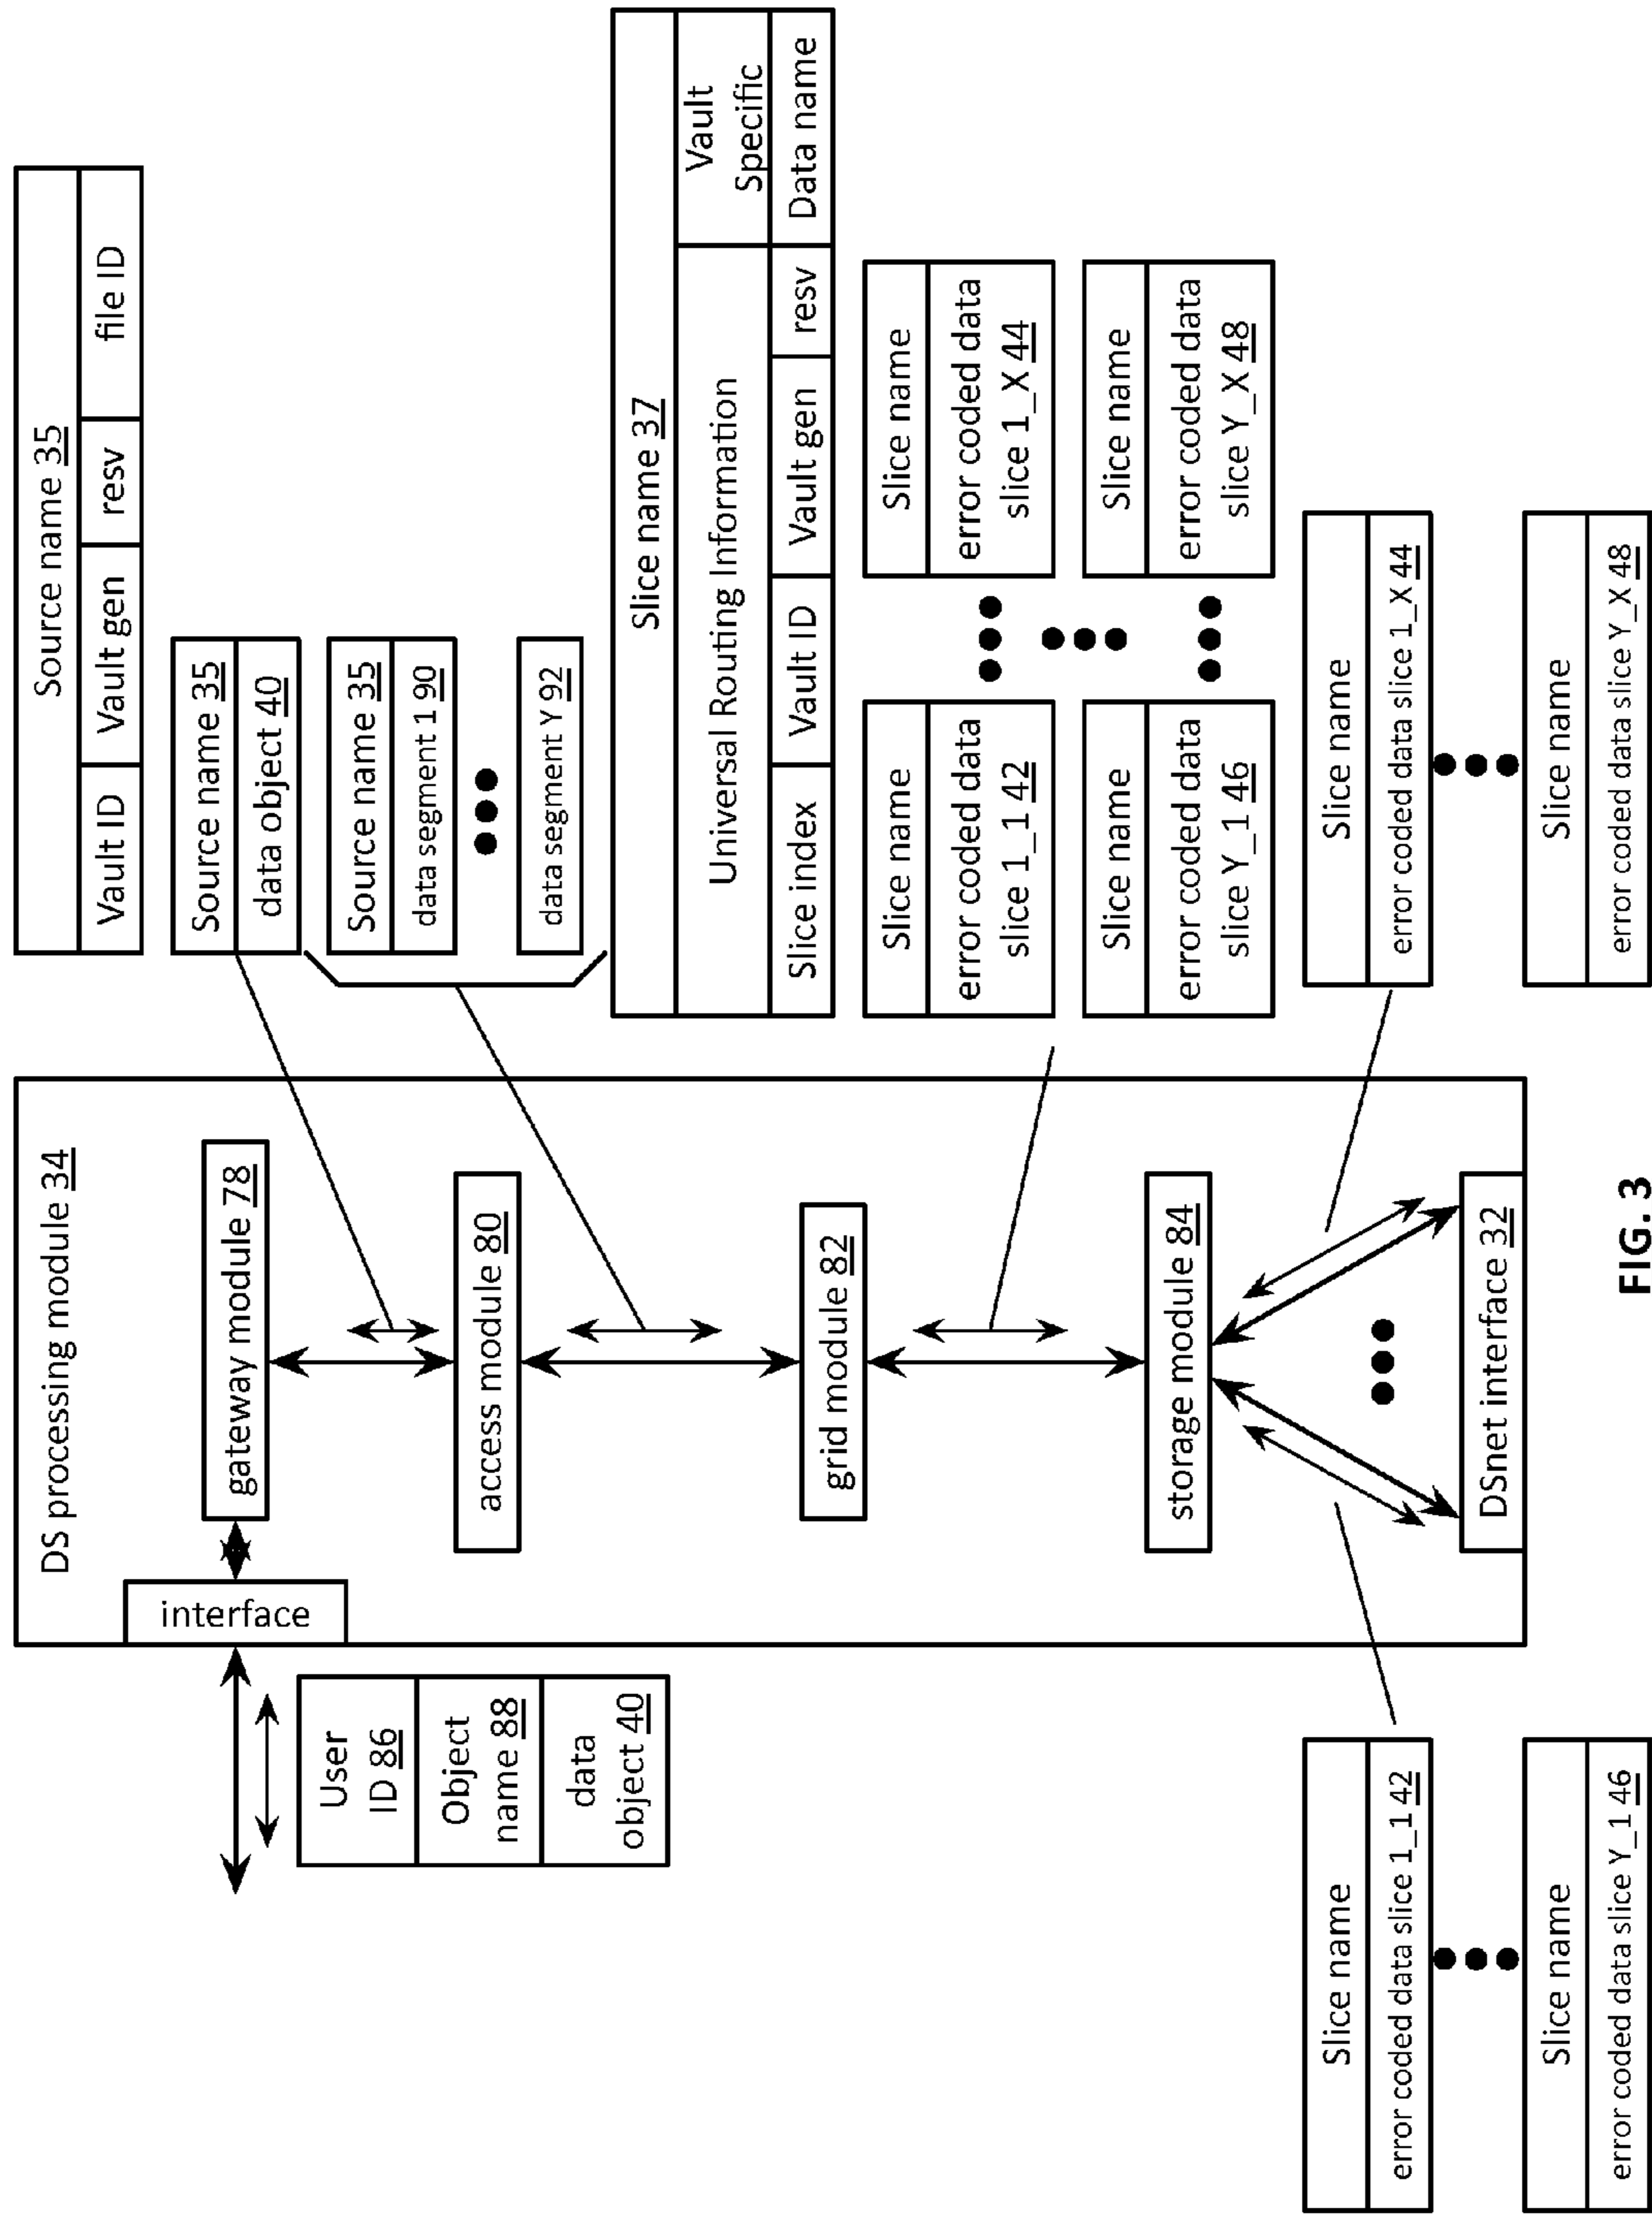 DS processing module 34
interface
gateway module 78
access module 80
grid module 82
storage module 84
DSnet interface 32
User
ID 86
Object
name 88
data
object 40
Source name 35
Vault ID
Vault gen
resv
file ID
Source name 35
data object 40
Source name 35
data segment 1 90
data segment Y 92
Slice name 37
Universal Routing Information
Vault
Specific
Slice index
Vault ID
Vault gen
resv
Data name
Slice name
error coded data
slice 1_1 42
Slice name
error coded data
slice 1_X 44
Slice name
error coded data
slice Y_1 46
Slice name
error coded data
slice Y_X 48
Slice name
error coded data slice 1_1 42
Slice name
error coded data slice Y_1 46
Slice name
error coded data slice 1_X 44
Slice name
error coded data slice Y_X 48
FIG. 3